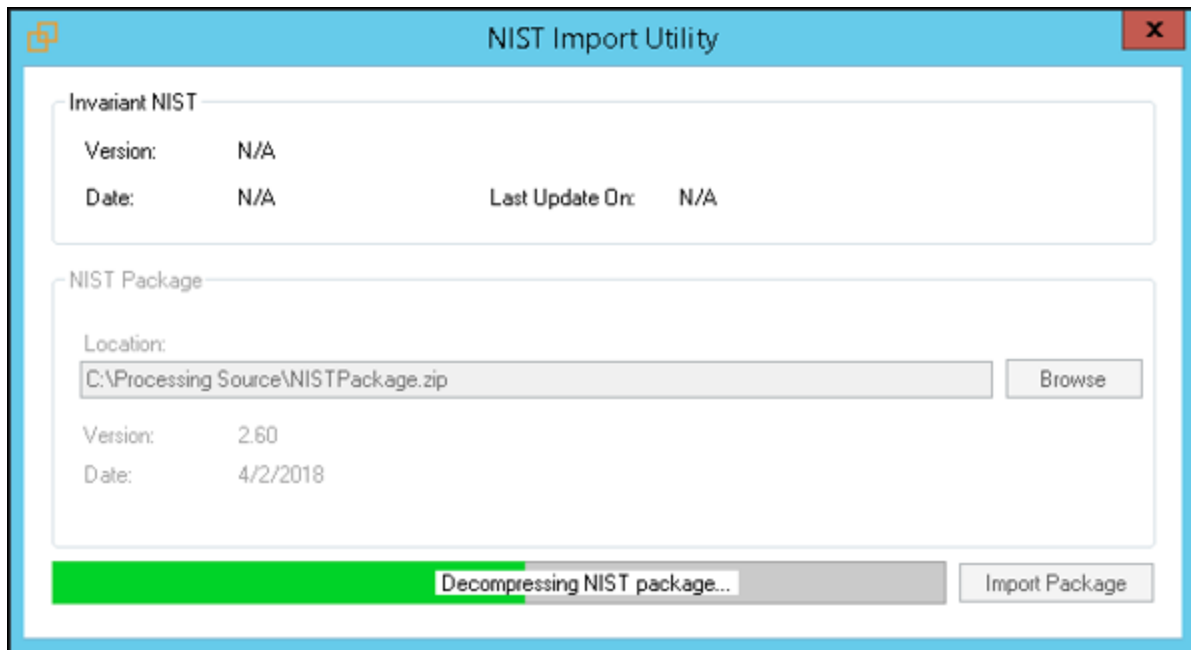 NIST Import Utility
x
Invariant NIST
Version: N/A
Date: N/A Last Update On: N/A
NIST Package
Location:
C:\Processing Source\NISTPackage.zip Browse
Version: 2.60
Date: 4/2/2018
Decompressing NIST package... Import Package